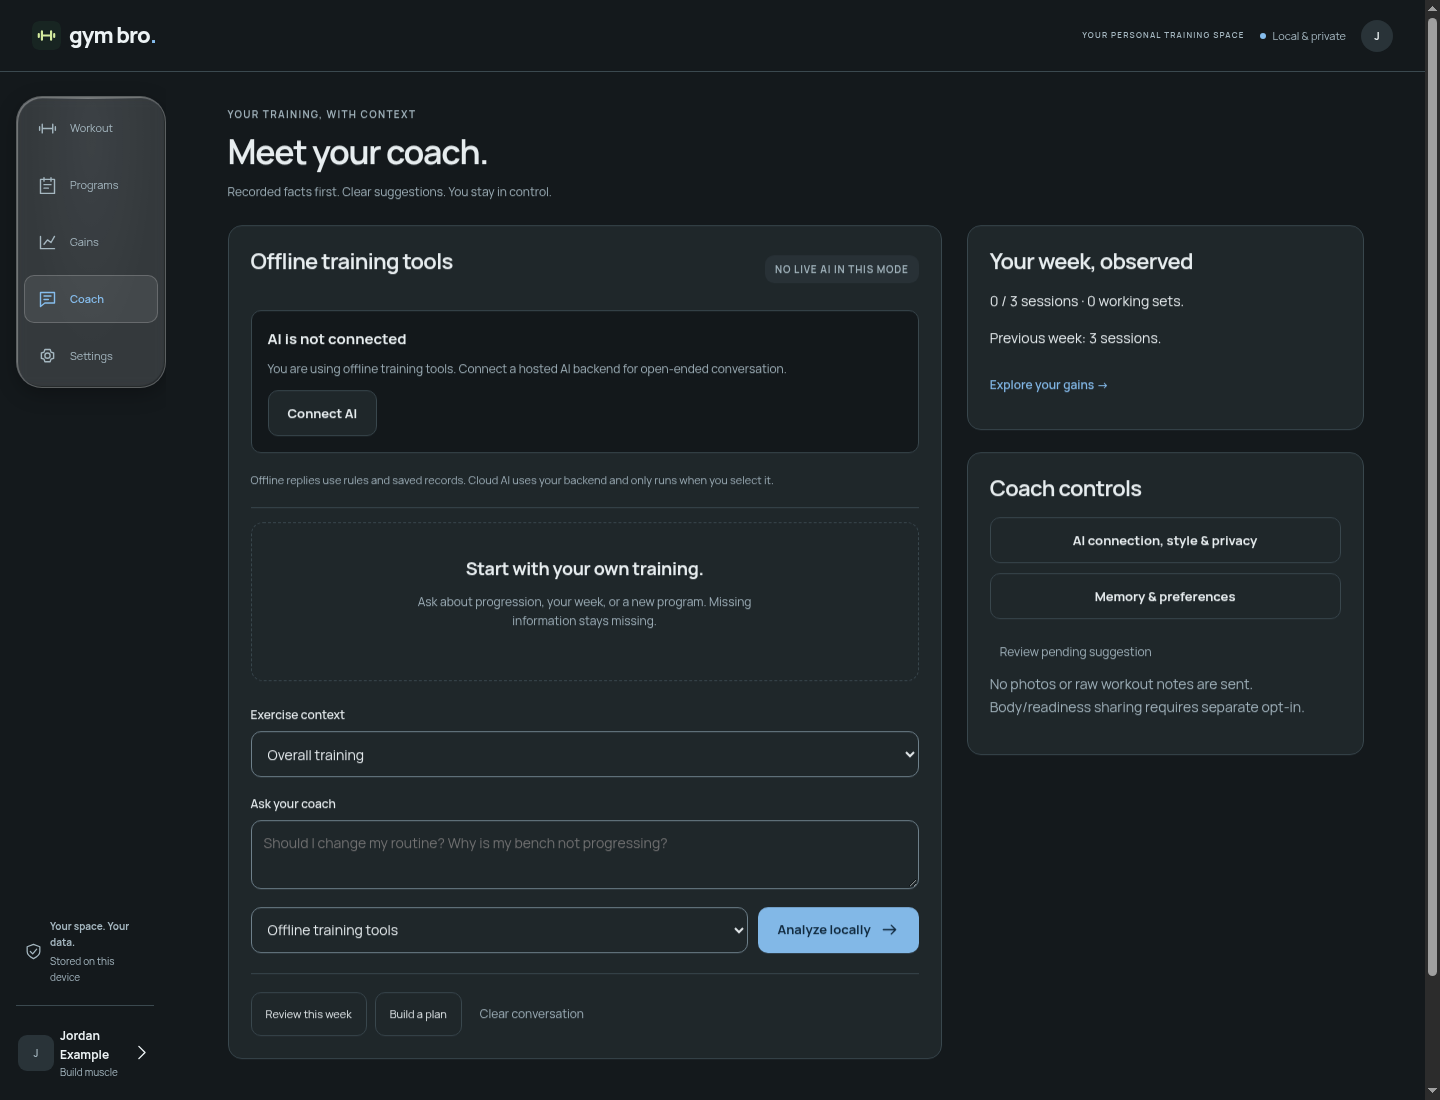 gym bro.
YOUR PERSONAL TRAINING SPACE
Local & private
J
Workout
Programs
Gains
Coach
Settings
Your space. Your
data.
Stored on this
device
J
Jordan
Example
Build muscle
YOUR TRAINING, WITH CONTEXT
Meet your coach.
Recorded facts first. Clear suggestions. You stay in control.
Offline training tools
NO LIVE AI IN THIS MODE
AI is not connected
You are using offline training tools. Connect a hosted AI backend for open-ended conversation.
Connect AI
Offline replies use rules and saved records. Cloud AI uses your backend and only runs when you select it.
Start with your own training.
Ask about progression, your week, or a new program. Missing
information stays missing.
Exercise context
Overall training
Ask your coach
Should I change my routine? Why is my bench not progressing?
Offline training tools
Analyze locally →
Review this week
Build a plan
Clear conversation
Your week, observed
0 / 3 sessions · 0 working sets.
Previous week: 3 sessions.
Explore your gains →
Coach controls
AI connection, style & privacy
Memory & preferences
Review pending suggestion
No photos or raw workout notes are sent.
Body/readiness sharing requires separate opt-in.